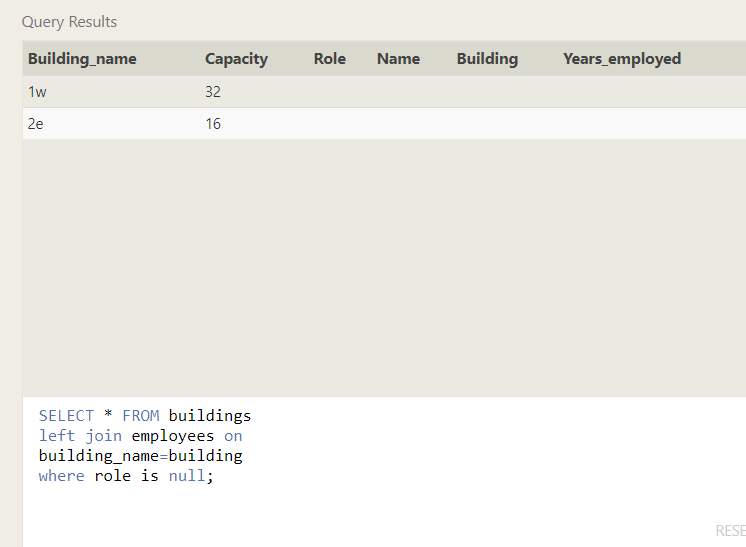 Query Results
Building_name Capacity Role Name Building Years_employed
1w 32
2e 16
SELECT * FROM buildings
left join employees on
building_name=building
where role is null;
RESE